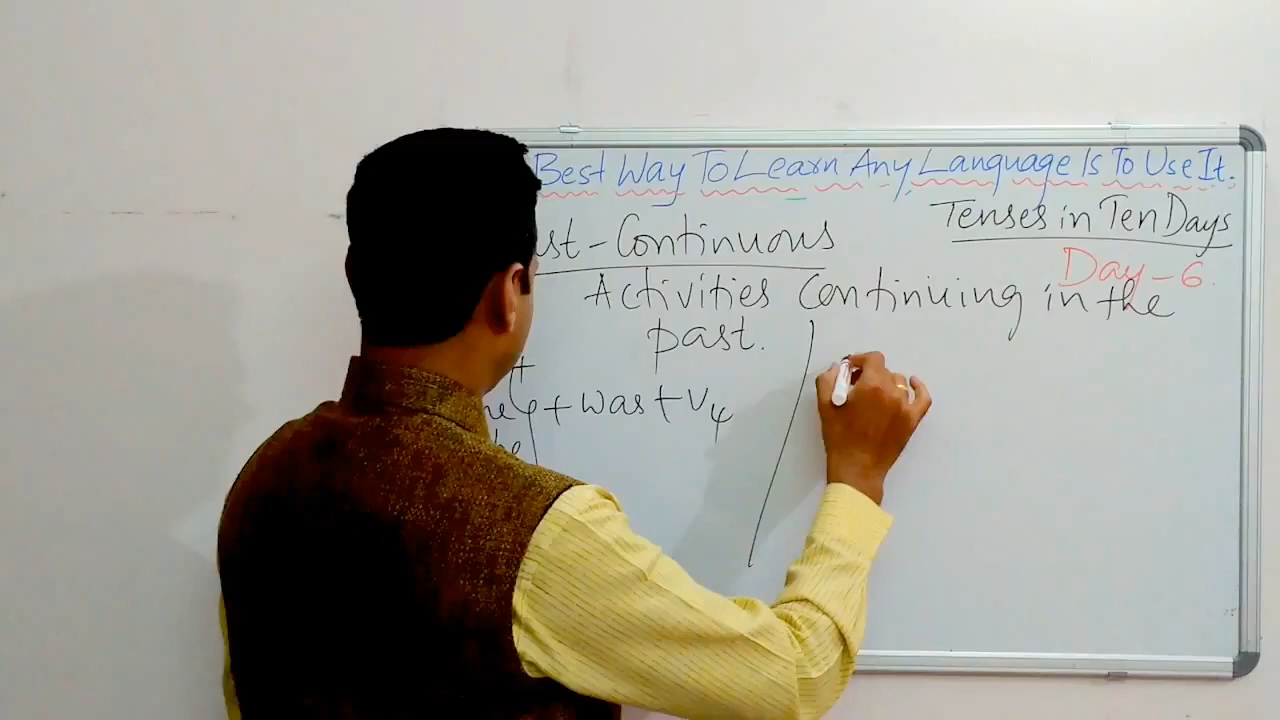 Best Way To Learn Any Language Is To Use It.
Tenses in Ten Days
st-Continuous
Day-6.
Activities Continuing in the
past.
+was+V4